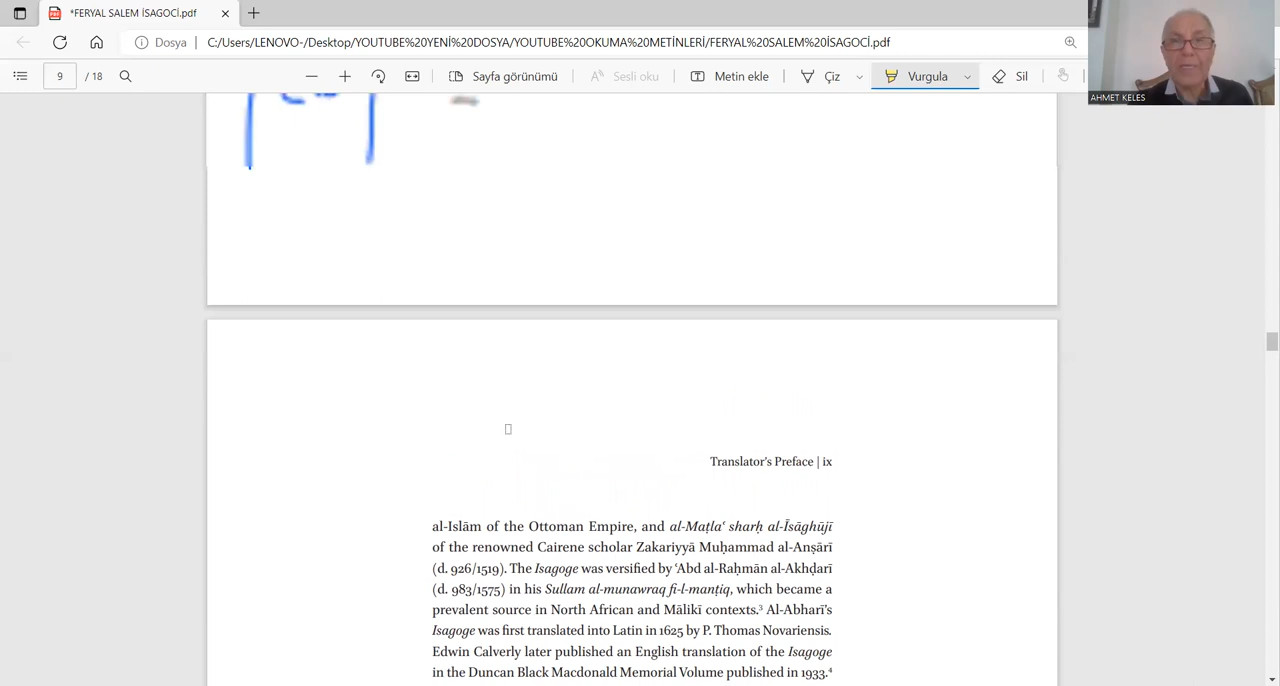 *FERYAL SALEM İSAGOCİ.pdf
Dosya | C:/Users/LENOVO-/Desktop/YOUTUBE%20YENİ%20DOSYA/YOUTUBE%20OKUMA%20METİNLERİ/FERYAL%20SALEM%20İSAGOCİ.pdf
9 / 18 Sayfa görünümü Sesli oku Metin ekle Çiz Vurgula Sil
AHMET KELES
Translator's Preface | ix
al-Islām of the Ottoman Empire, and al-Maṭlaʿ sharḥ al-Īsāghūjī
of the renowned Cairene scholar Zakariyyā Muḥammad al-Anṣārī
(d. 926/1519). The Isagoge was versified by ʿAbd al-Raḥmān al-Akhḍarī
(d. 983/1575) in his Sullam al-munawraq fi-l-manṭiq, which became a
prevalent source in North African and Mālikī contexts.³ Al-Abharī's
Isagoge was first translated into Latin in 1625 by P. Thomas Novariensis.
Edwin Calverly later published an English translation of the Isagoge
in the Duncan Black Macdonald Memorial Volume published in 1933.⁴